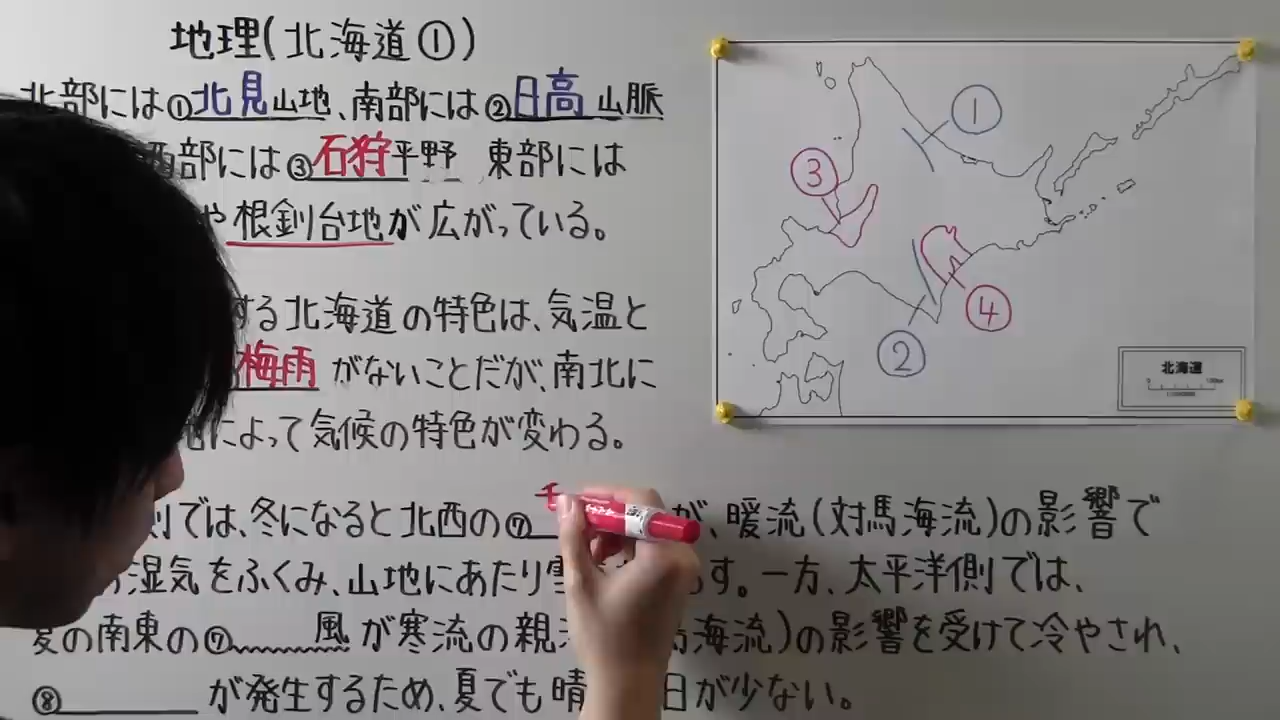 地理(北海道①)
北部には①北見山地、南部には②日高山脈
西部には③石狩平野 東部には
や根釧台地が広がっている。
する北海道の特色は、気温と
梅雨がないことだが、南北に
によって気候の特色が変わる。
側では、冬になると北西の⑦ が、暖流(対馬海流)の影響で
湿気をふくみ、山地にあたり雪 す。一方、太平洋側では、
夏の南東の⑦ 風が寒流の親 海流)の影響を受けて冷やされ、
⑧ が発生するため、夏でも晴 日が少ない。
①
③
④
②
北海道